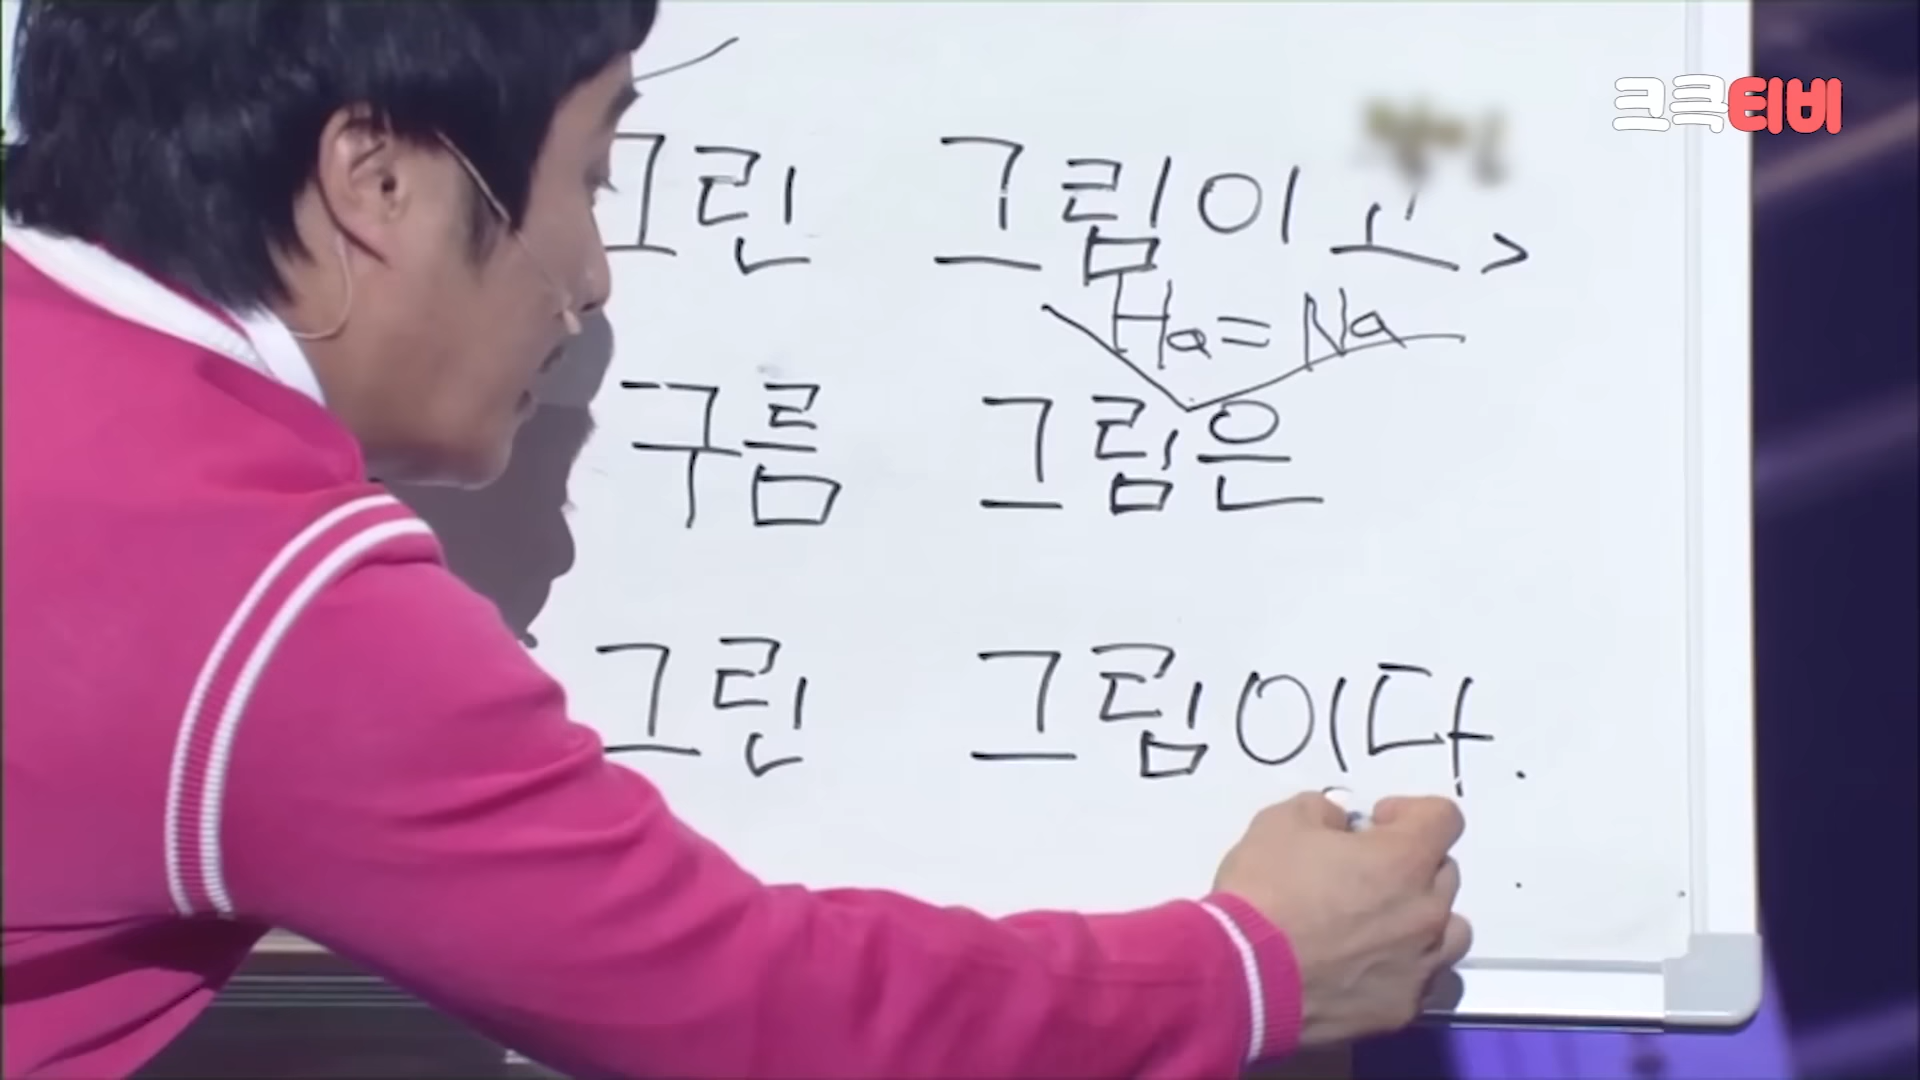 크큭티비
그린 그림이고,
Ha = Na
구름 그림은
그린 그림이다.